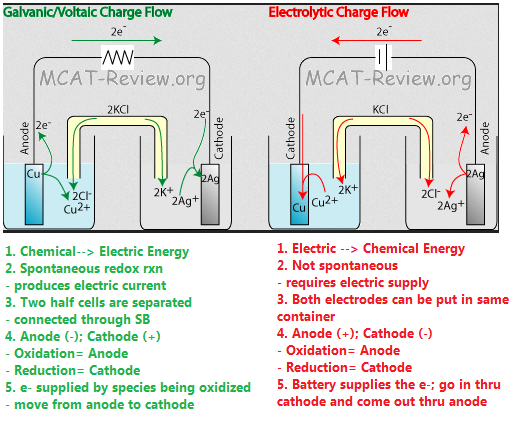 Galvanic/Voltaic Charge Flow
2e-
MCAT-Review.org
2KCl
Anode
2e-
Cu
2Cl-
Cu2+
2K+
2Ag+
2e-
2Ag
Cathode
1. Chemical--> Electric Energy
2. Spontaneous redox rxn
- produces electric current
3. Two half cells are separated
- connected through SB
4. Anode (-); Cathode (+)
- Oxidation= Anode
- Reduction= Cathode
5. e- supplied by species being oxidized
- move from anode to cathode
Electrolytic Charge Flow
2e-
MCAT-Review.org
KCl
Cathode
Cu
Cu2+
2K+
2Cl-
2Ag+
2e-
2Ag
Anode
1. Electric --> Chemical Energy
2. Not spontaneous
- requires electric supply
3. Both electrodes can be put in same
container
4. Anode (+); Cathode (-)
- Oxidation= Anode
- Reduction= Cathode
5. Battery supplies the e-; go in thru
cathode and come out thru anode